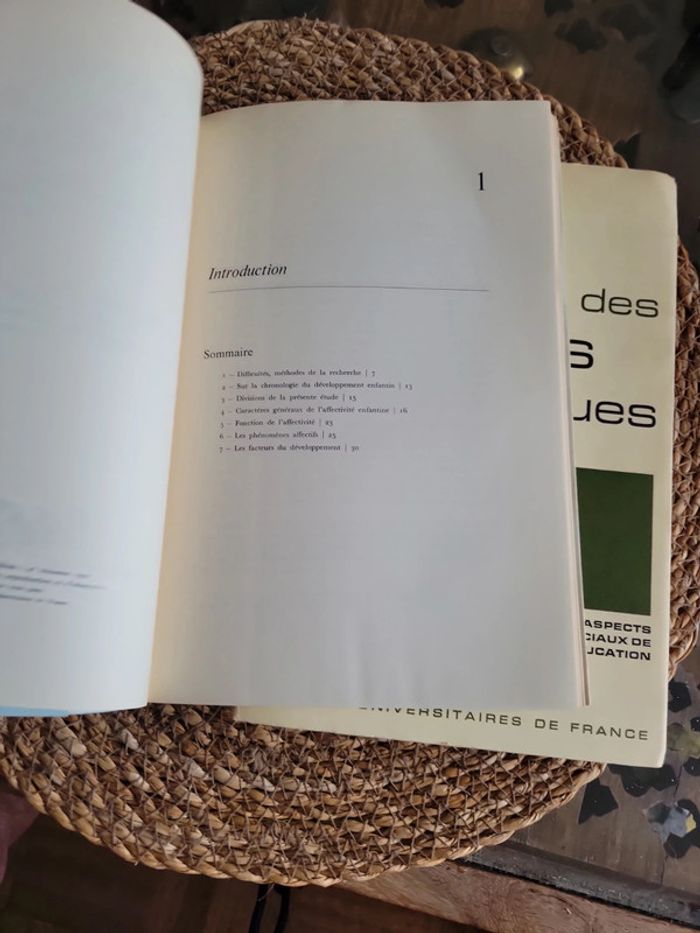 1
Introduction
Sommaire
1 – Difficultés, méthodes de la recherche | 7
2 – Sur la chronologie du développement enfantin | 13
3 – Divisions de la présente étude | 15
4 – Caractères généraux de l'affectivité enfantine | 16
5 – Fonction de l'affectivité | 23
6 – Les phénomènes affectifs | 25
7 – Les facteurs du développement | 30
des
S
UES
ASPECTS
CIAUX DE
UCATION
UNIVERSITAIRES DE FRANCE